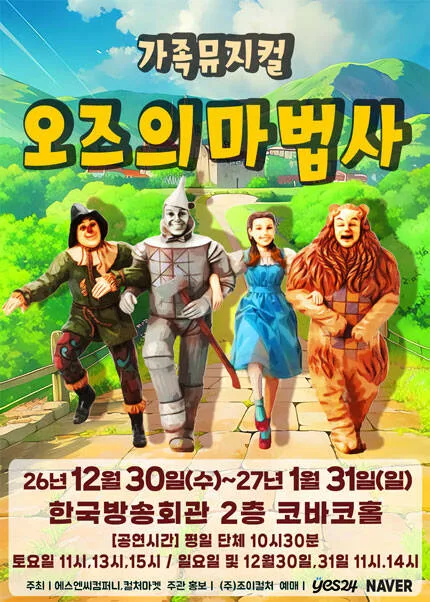 가족뮤지컬
오즈의마법사
26년 12월 30일(수)~27년 1월 31일(일)
한국방송회관 2층 코바코홀
[공연시간] 평일 단체 10시30분
토요일 11시,13시,15시 / 일요일 및 12월30일,31일 11시,14시
주최 | 에스앤씨컴퍼니,컬처마켓 주관 홍보 | (주)조이컬처 예매 | yes24 NAVER